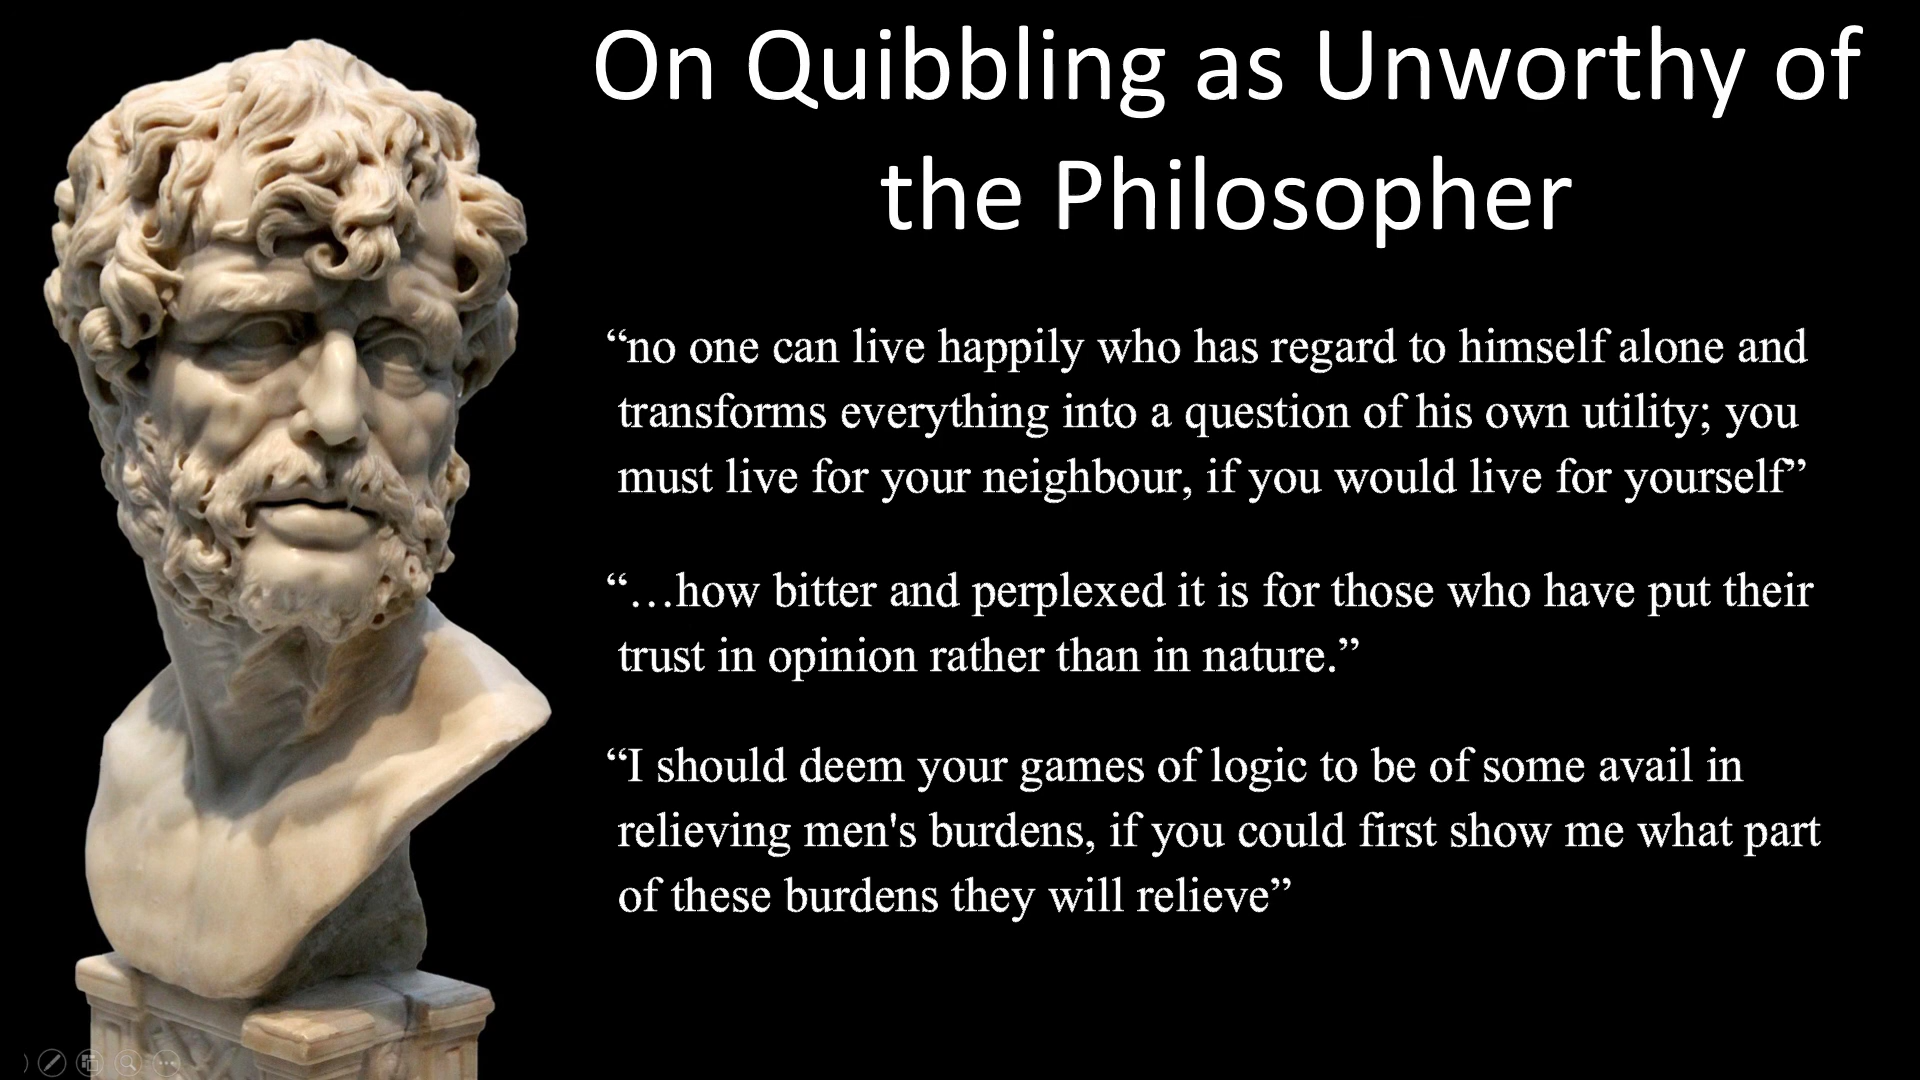 On Quibbling as Unworthy of
the Philosopher
“no one can live happily who has regard to himself alone and
transforms everything into a question of his own utility; you
must live for your neighbour, if you would live for yourself”
“…how bitter and perplexed it is for those who have put their
trust in opinion rather than in nature.”
“I should deem your games of logic to be of some avail in
relieving men's burdens, if you could first show me what part
of these burdens they will relieve”